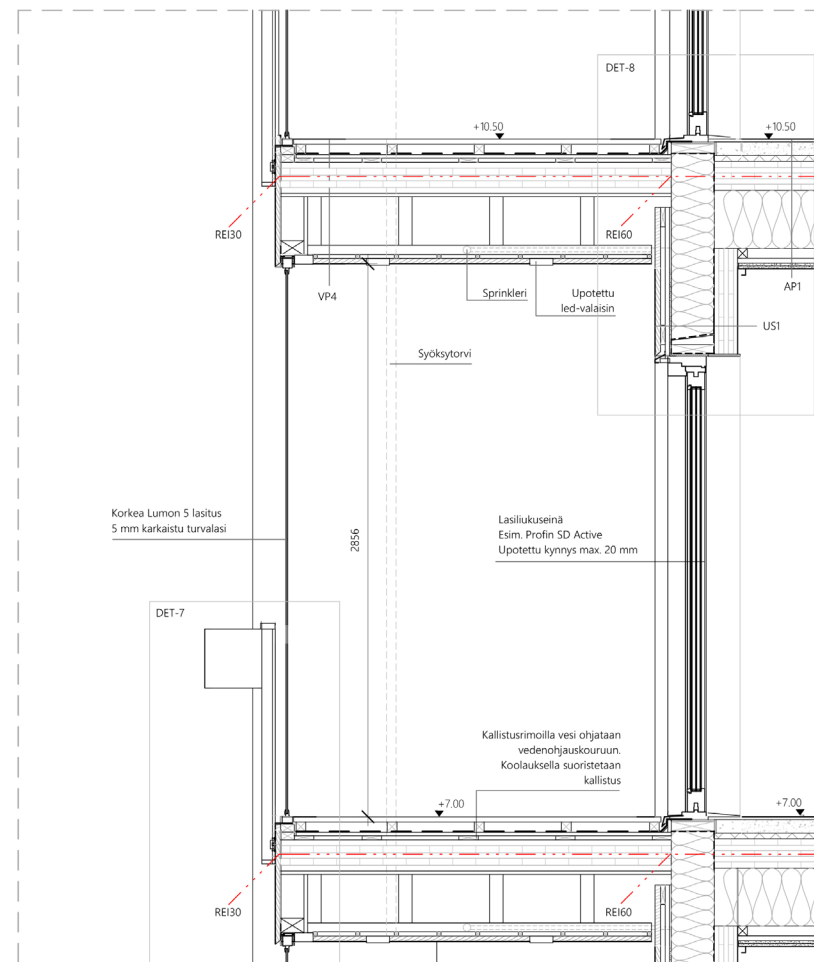 DET-8
+10.50
+10.50
REI30
REI60
VP4
Sprinkleri
Upotettu
led-valaisin
AP1
US1
Syöksytorvi
Korkea Lumon 5 lasitus
5 mm karkaistu turvalasi
2856
Lasiliukuseinä
Esim. Profin SD Active
Upotettu kynnys max. 20 mm
DET-7
Kallistusrimoilla vesi ohjataan
vedenohjauskouruun.
Koolauksella suoristetaan
kallistus
+7.00
+7.00
REI30
REI60